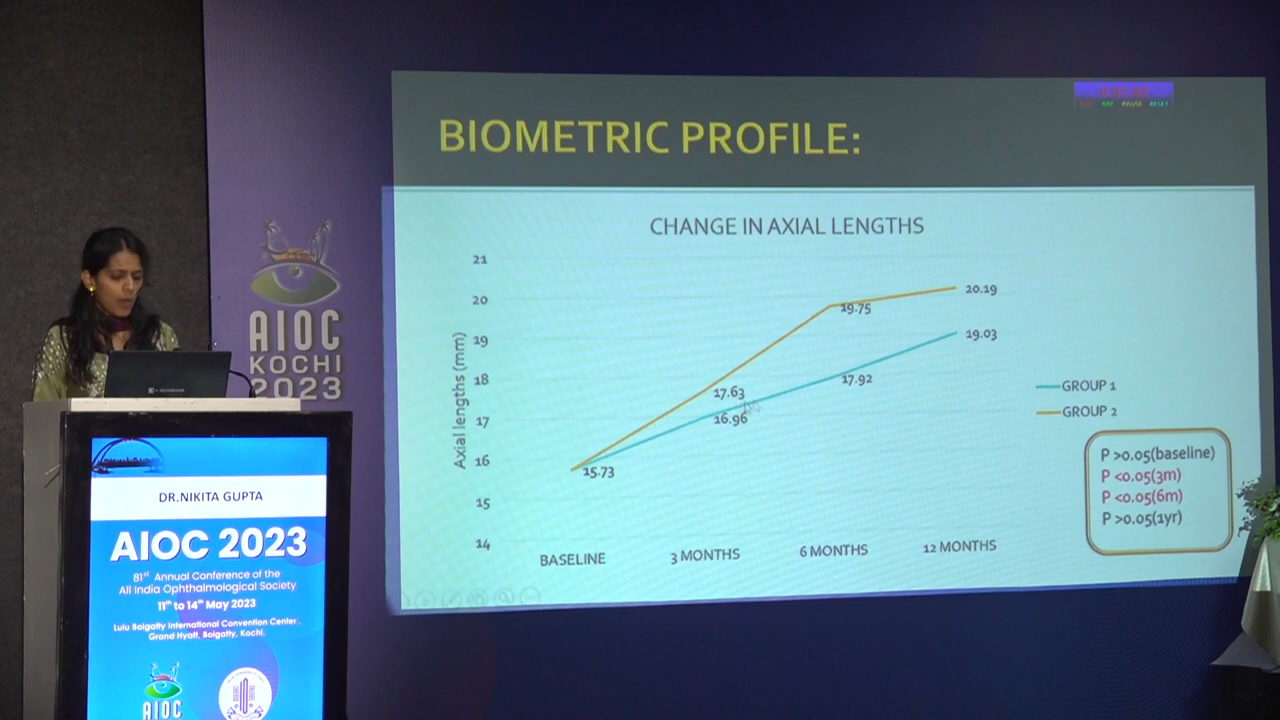 BIOMETRIC PROFILE:
PAUSE RESET
CHANGE IN AXIAL LENGTHS
Axial lengths (mm)
21
20
19
18
17
16
15
14
15.73
17.63
16.96
19.75
17.92
20.19
19.03
BASELINE
3 MONTHS
6 MONTHS
12 MONTHS
GROUP 1
GROUP 2
P >0.05(baseline)
P <0.05(3m)
P <0.05(6m)
P >0.05(1yr)
AIOC
KOCHI
2023
DR.NIKITA GUPTA
AIOC 2023
81st Annual Conference of the
All India Ophthalmological Society
11th to 14th May 2023
Lulu Bolgatty International Convention Center,
Grand Hyatt, Bolgatty, Kochi.
AIOC